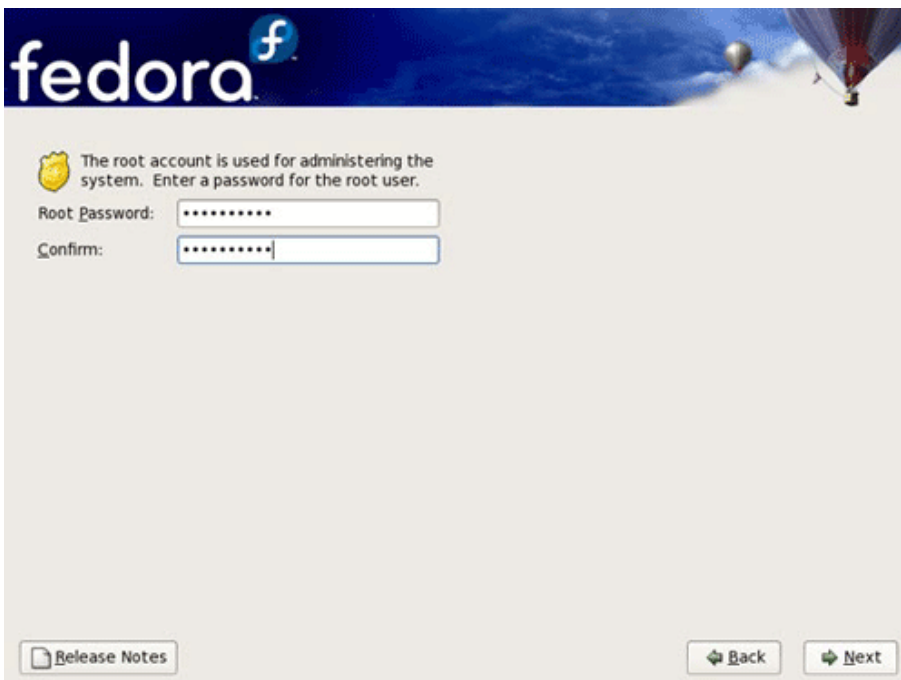 fedora
The root account is used for administering the
system. Enter a password for the root user.
Root Password: ••••••••••
Confirm: ••••••••••
Release Notes
Back
Next